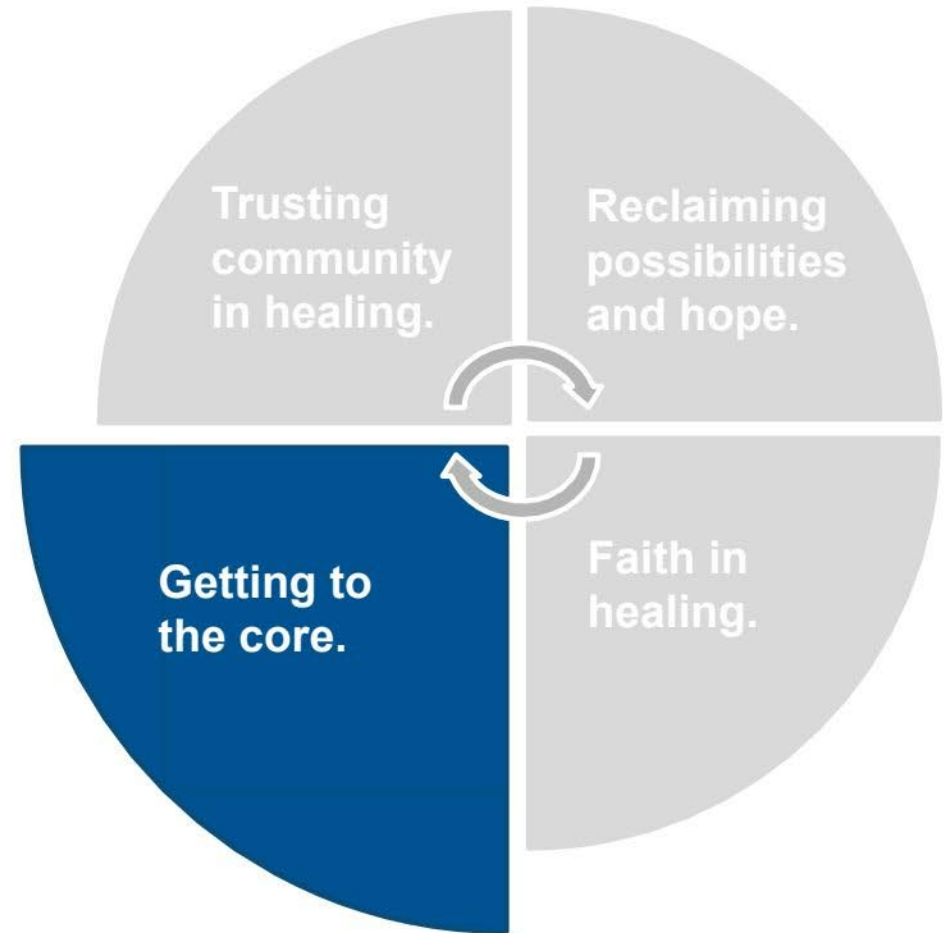 Trusting
community
in healing.
Reclaiming
possibilities
and hope.
Getting to
the core.
Faith in
healing.